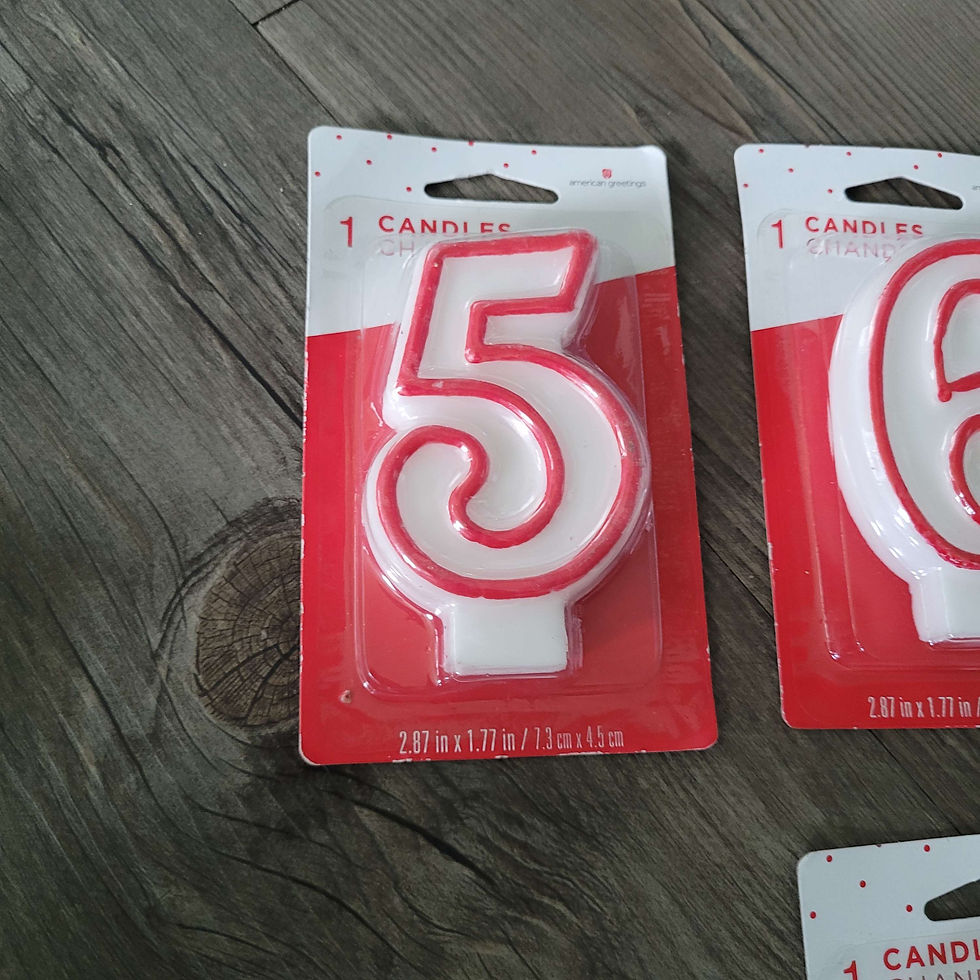 american greetings
1 CANDLES
5
2.87 in x 1.77 in / 7.3 cm x 4.5 cm
1 CANDLES
6
2.87 in x 1.77 in /
1